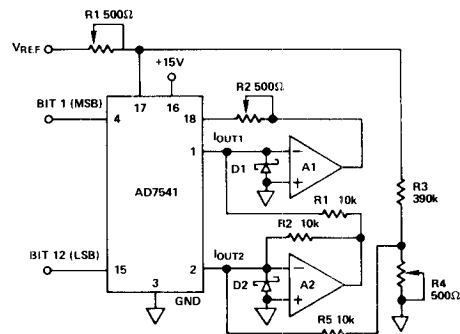 R1 500Ω
VREF
+15V
BIT 1 (MSB)
17
16
4
18
R2 500Ω
1
IOUT1
D1
−
+
A1
AD7541
R1 10k
R2 10k
R3
390k
BIT 12 (LSB)
15
2
IOUT2
3
GND
D2
−
+
A2
R4
500Ω
R5 10k